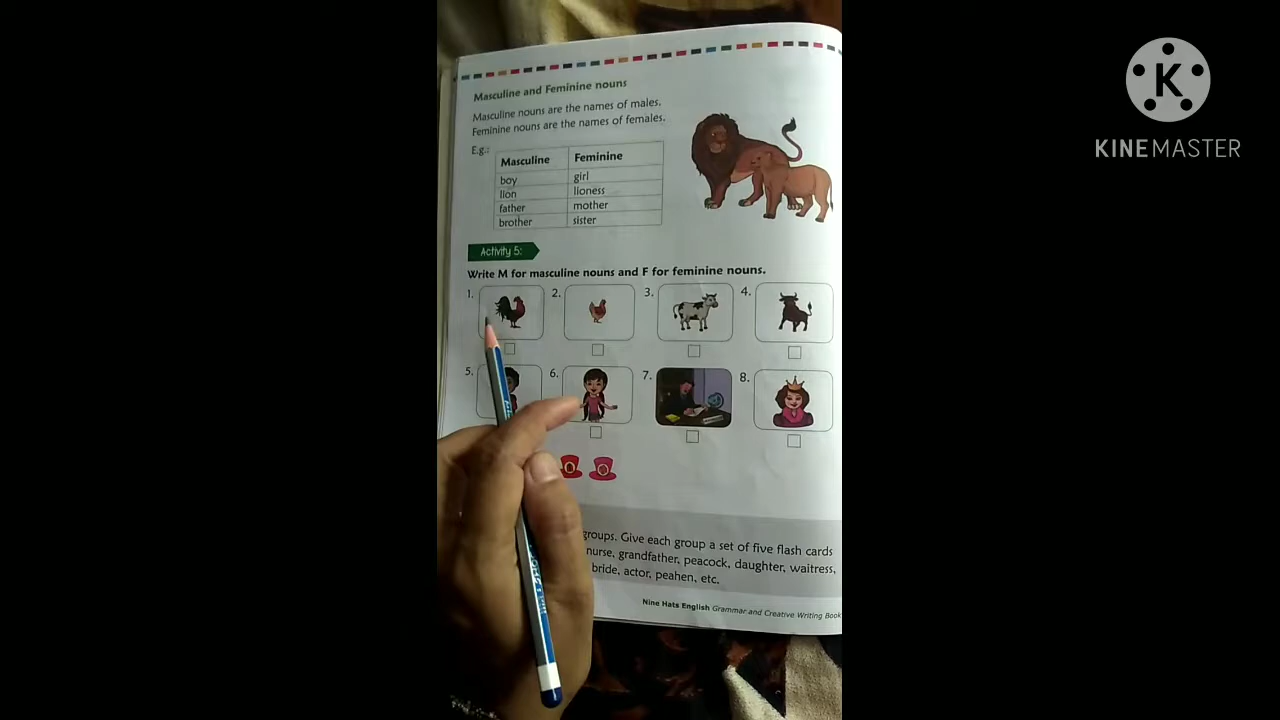 Masculine and Feminine nouns
Masculine nouns are the names of males.
Feminine nouns are the names of females.
E.g.:
Masculine Feminine
boy girl
lion lioness
father mother
brother sister
Activity 5:
Write M for masculine nouns and F for feminine nouns.
1. 2. 3. 4.
5. 6. 7. 8.
groups. Give each group a set of five flash cards
nurse, grandfather, peacock, daughter, waitress,
bride, actor, peahen, etc.
Nine Hats English Grammar and Creative Writing Book
K
KINEMASTER